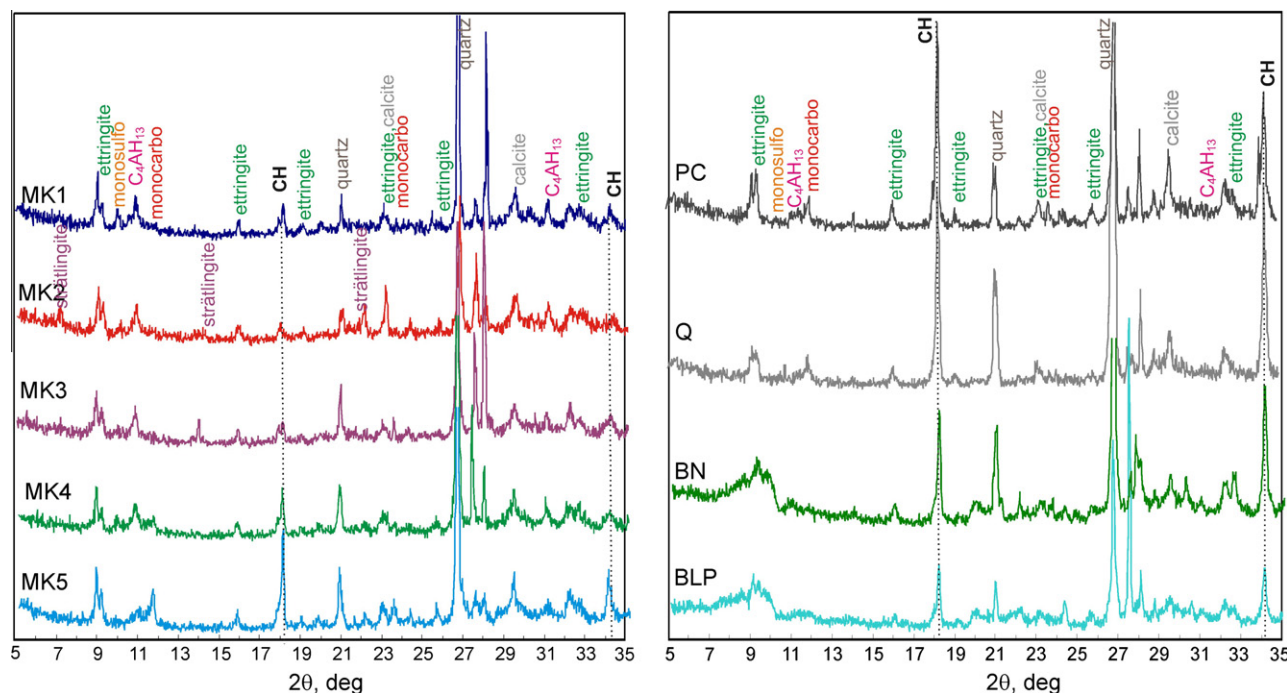 ettringite
monosulfo
C₄AH₁₃
monocarbo
ettringite
CH
ettringite
quartz
ettringite, calcite
monocarbo
ettringite
quartz
calcite
C₄AH₁₃
ettringite
CH
MK1
strätlingite
strätlingite
strätlingite
MK2
MK3
MK4
MK5
5 7 9 11 13 15 17 19 21 23 25 27 29 31 33 35
2θ, deg
ettringite
monosulfo
C₄AH₁₃
monocarbo
ettringite
CH
ettringite
quartz
ettringite, calcite
monocarbo
ettringite
quartz
calcite
C₄AH₁₃
ettringite
CH
PC
Q
BN
BLP
5 7 9 11 13 15 17 19 21 23 25 27 29 31 33 35
2θ, deg